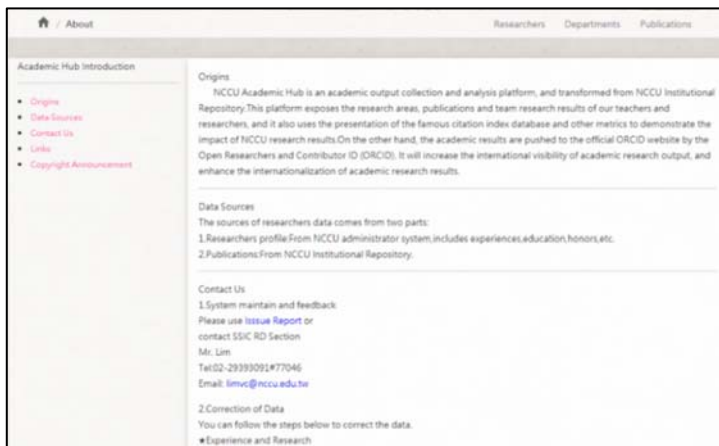 / About
Researchers Departments Publications
Academic Hub Introduction
Origins
Data Sources
Contact Us
Links
Copyright Announcement
Origins
NCCU Academic Hub is an academic output collection and analysis platform, and transformed from NCCU Institutional
Repository.This platform exposes the research areas, publications and team research results of our teachers and
researchers, and it also uses the presentation of the famous citation index database and other metrics to demonstrate the
impact of NCCU research results.On the other hand, the academic results are pushed to the official ORCID website by the
Open Researchers and Contributor ID (ORCID). It will increase the international visibility of academic research output, and
enhance the internationalization of academic research results.
Data Sources
The sources of researchers data comes from two parts:
1.Researchers profile:From NCCU administrator system,includes experiences,education,honors,etc.
2.Publications:From NCCU Institutional Repository.
Contact Us
1.System maintain and feedback
Please use Isssue Report or
contact SSIC RD Section
Mr. Lim
Tel:02-29393091#77046
Email: limvc@nccu.edu.tw
2.Correction of Data
You can follow the steps below to correct the data.
★Experience and Research